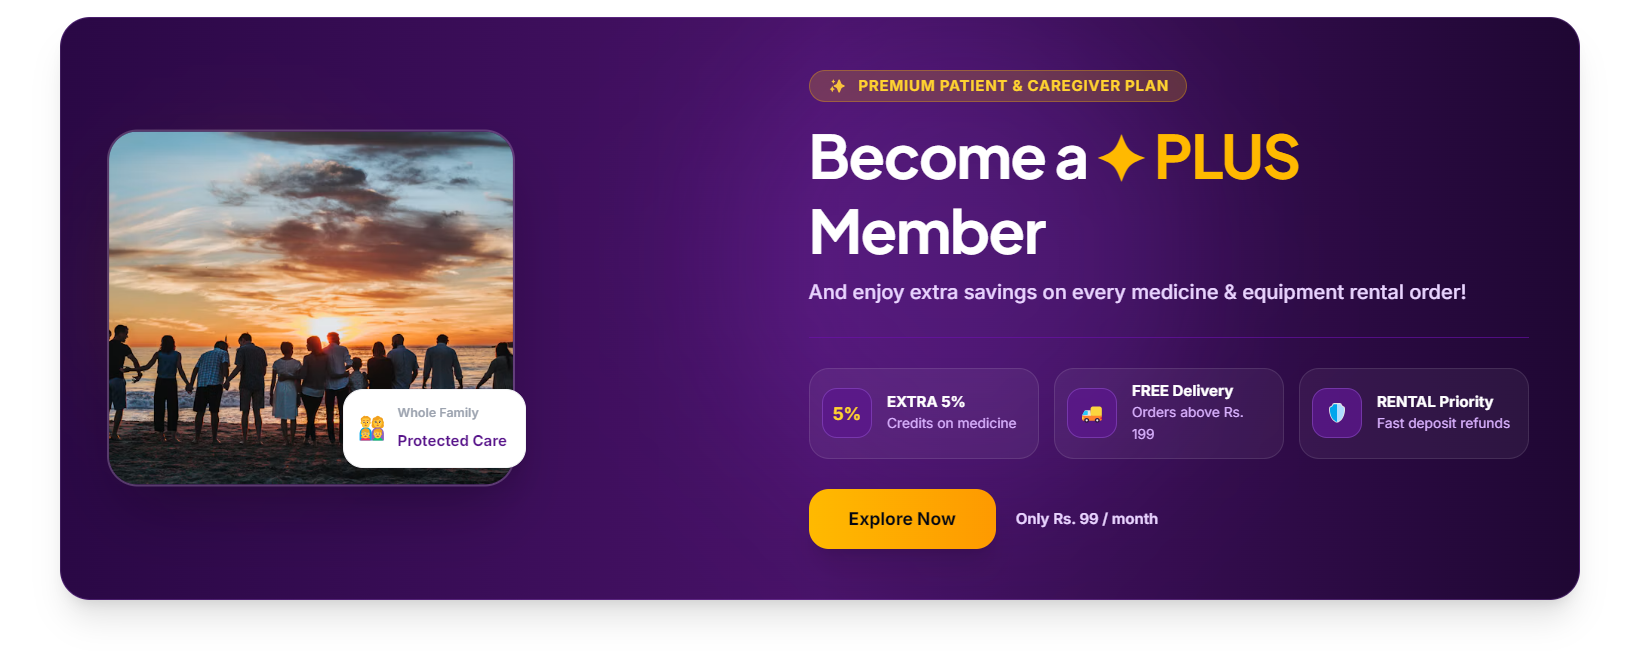 PREMIUM PATIENT & CAREGIVER PLAN
Become a PLUS
Member
And enjoy extra savings on every medicine & equipment rental order!
Whole Family
Protected Care
5%
EXTRA 5%
Credits on medicine
FREE Delivery
Orders above Rs.
199
RENTAL Priority
Fast deposit refunds
Explore Now
Only Rs. 99 / month